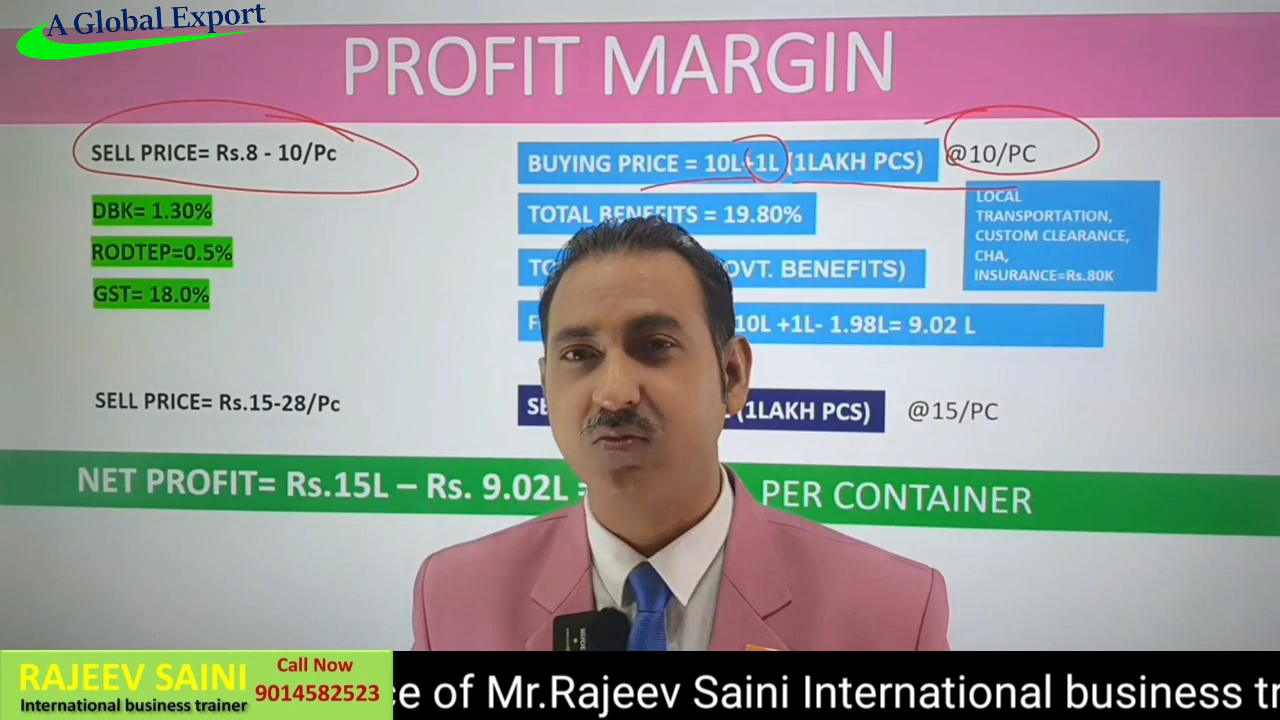 A Global Export
PROFIT MARGIN
SELL PRICE= Rs.8 - 10/Pc
DBK= 1.30%
RODTEP=0.5%
GST= 18.0%
BUYING PRICE = 10L+1L (1LAKH PCS)
@10/PC
TOTAL BENEFITS = 19.80%
OVT. BENEFITS)
10L +1L- 1.98L= 9.02 L
LOCAL
TRANSPORTATION,
CUSTOM CLEARANCE,
CHA,
INSURANCE=Rs.80K
SELL PRICE= Rs.15-28/Pc
(1LAKH PCS)
@15/PC
NET PROFIT= Rs.15L – Rs. 9.02L =
PER CONTAINER
RAJEEV SAINI
International business trainer
Call Now
9014582523
ce of Mr.Rajeev Saini International business tr